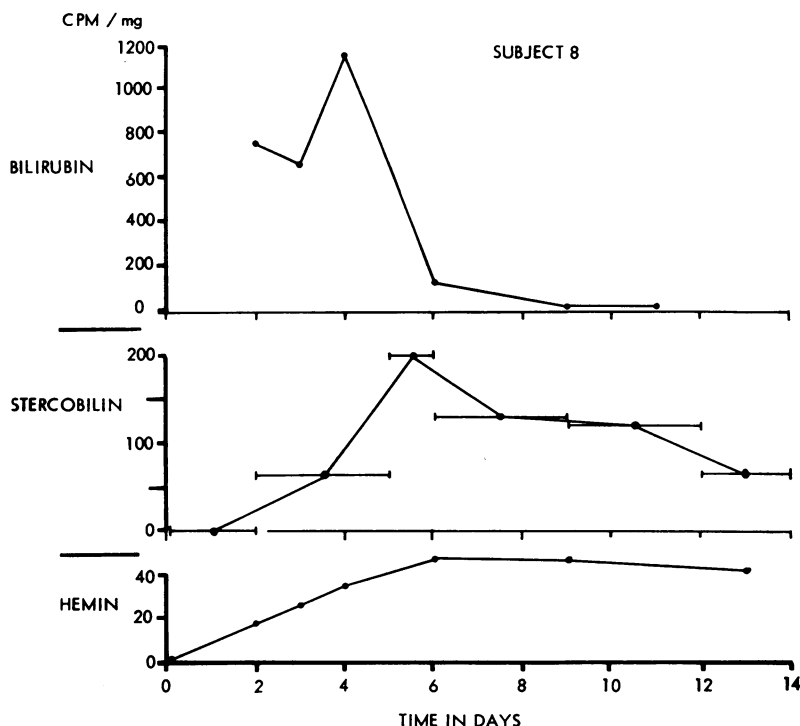 CPM / mg
SUBJECT 8
1200
1000
800
BILIRUBIN
600
400
200
0
200
STERCOBILIN
100
0
40
HEMIN
20
0
0 2 4 6 8 10 12 14
TIME IN DAYS